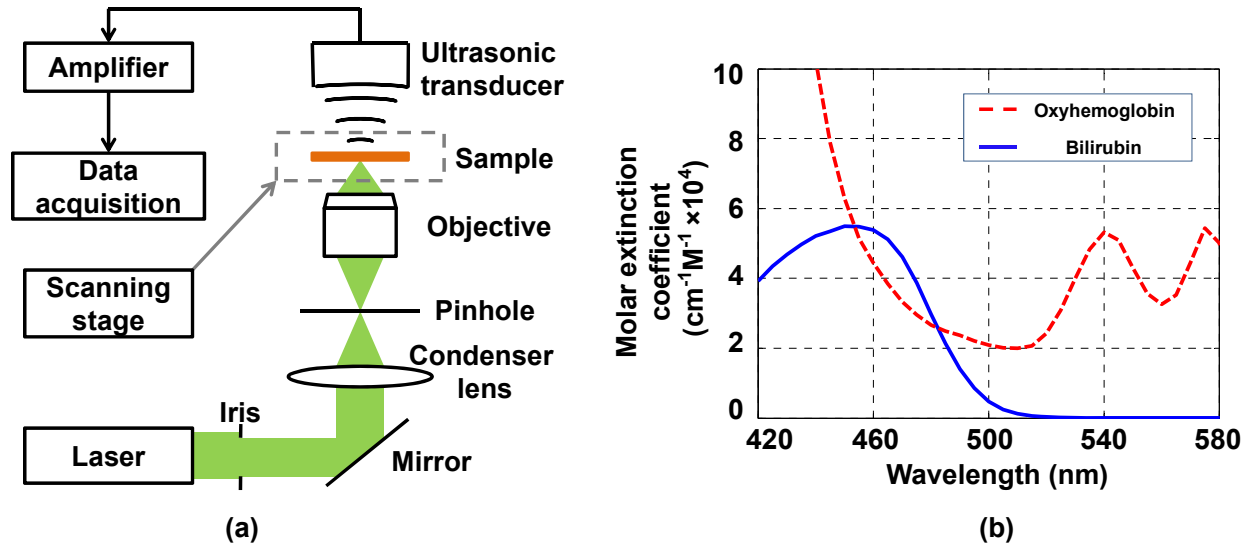 Amplifier
Data
acquisition
Scanning
stage
Laser
Iris
Mirror
Ultrasonic
transducer
Sample
Objective
Pinhole
Condenser
lens
(a)
Molar extinction
coefficient
(cm⁻¹M⁻¹ ×10⁴)
10
8
6
4
2
0
420
460
500
540
580
Wavelength (nm)
Oxyhemoglobin
Bilirubin
(b)